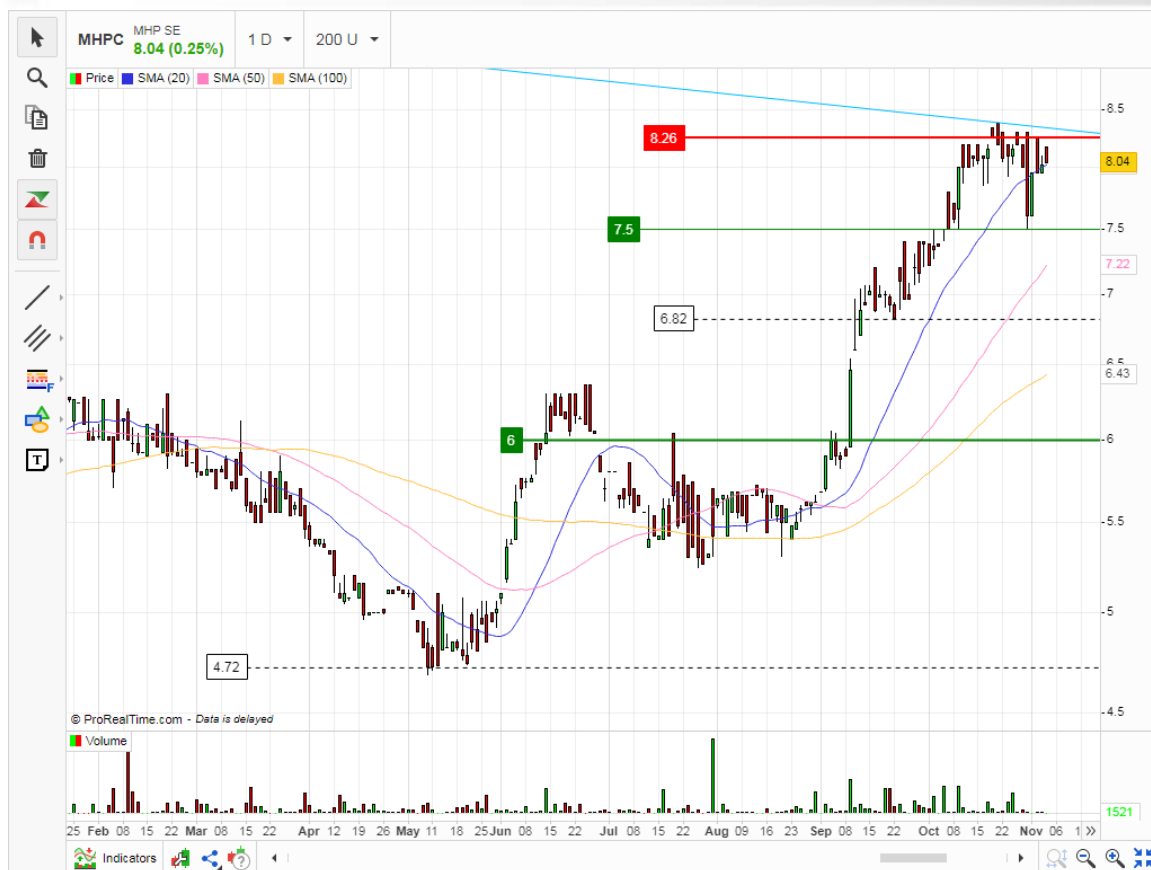 MHPC MHP SE 8.04 (0.25%) 1 D 200 U
Price SMA (20) SMA (50) SMA (100)
8.5
8.26
8.04
7.5 7.5
7.22
7
6.82
6.5
6.43
6 6
5.5
5
4.72
4.5
F
T
© ProRealTime.com - Data is delayed
Volume
1521
25 Feb 08 15 22 Mar 08 15 22 Apr 12 19 26 May 11 18 25 Jun 08 15 22 Jul 08 15 22 Aug 09 16 23 Sep 08 15 22 Oct 08 15 22 Nov 06 1 »
Indicators ?